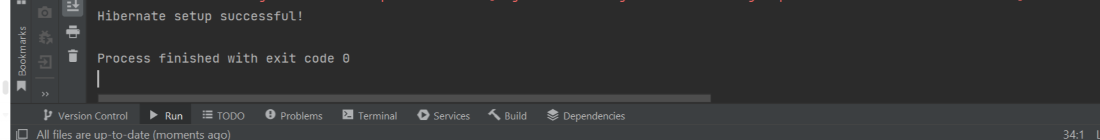 Hibernate setup successful!
Process finished with exit code 0
Bookmarks
Version Control Run TODO Problems Terminal Services Build Dependencies
All files are up-to-date (moments ago) 34:1